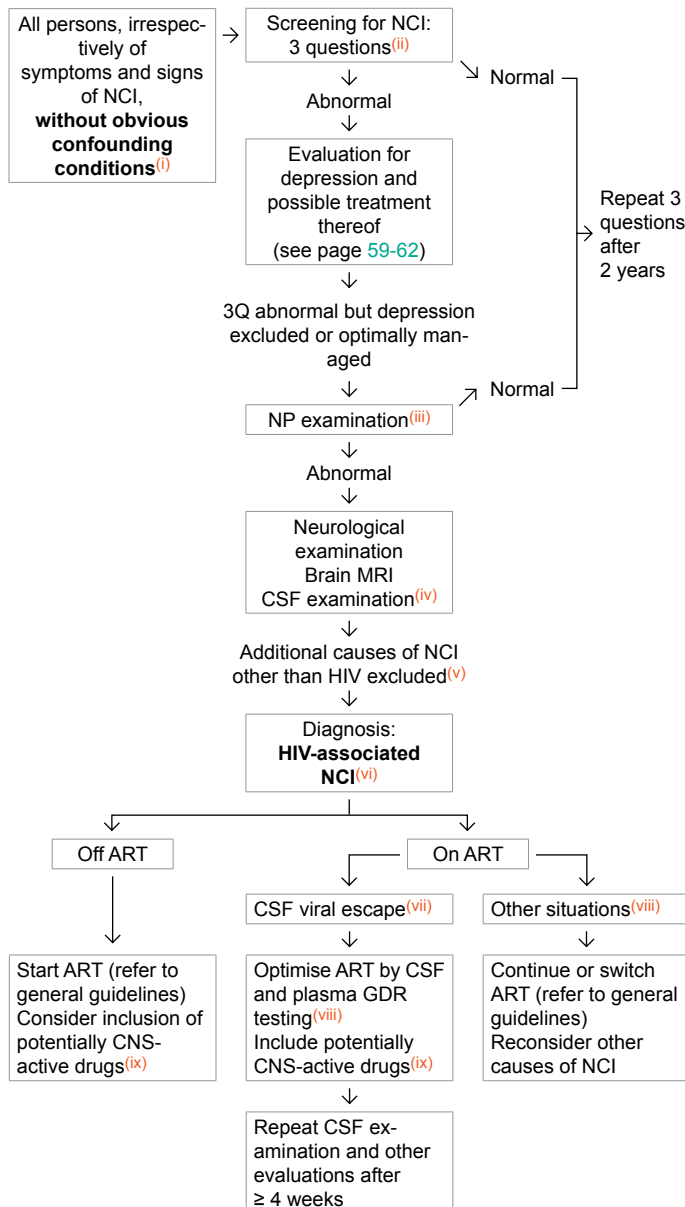 All persons, irrespec-
tively of
symptoms and signs
of NCI,
without obvious
confounding
conditions(i)
Screening for NCI:
3 questions(ii)
Normal
Abnormal
Evaluation for
depression and
possible treatment
thereof
(see page 59-62)
Repeat 3
questions
after
2 years
3Q abnormal but depression
excluded or optimally man-
aged
Normal
NP examination(iii)
Abnormal
Neurological
examination
Brain MRI
CSF examination(iv)
Additional causes of NCI
other than HIV excluded(v)
Diagnosis:
HIV-associated
NCI(vi)
Off ART
On ART
CSF viral escape(vii)
Other situations(viii)
Start ART (refer to
general guidelines)
Consider inclusion of
potentially CNS-
active drugs(ix)
Optimise ART by CSF
and plasma GDR
testing(viii)
Include potentially
CNS-active drugs(ix)
Continue or switch
ART (refer to general
guidelines)
Reconsider other
causes of NCI
Repeat CSF ex-
amination and other
evaluations after
≥ 4 weeks